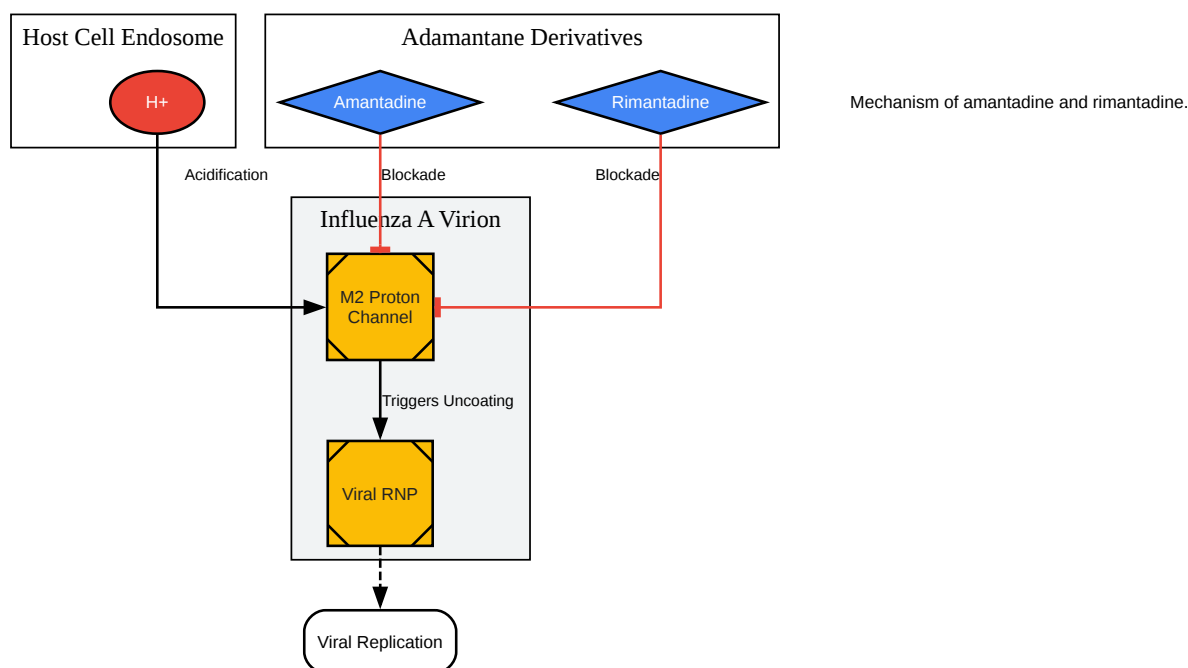 Host Cell Endosome
Adamantane Derivatives
H+
Amantadine
Rimantadine
Mechanism of amantadine and rimantadine.
Acidification
Blockade
Blockade
Influenza A Virion
M2 Proton
Channel
Triggers Uncoating
Viral RNP
Viral Replication